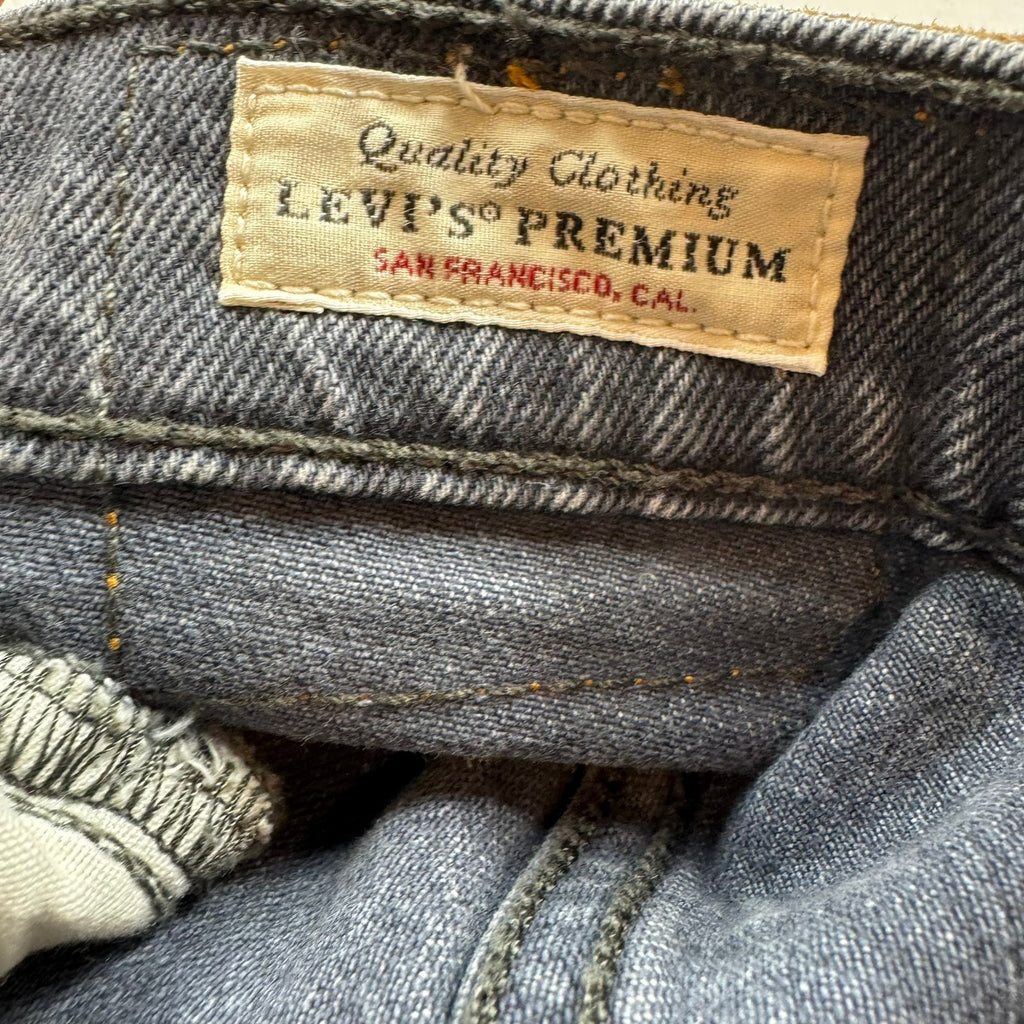 Quality Clothing
LEVI'S® PREMIUM
SAN FRANCISCO, CAL.